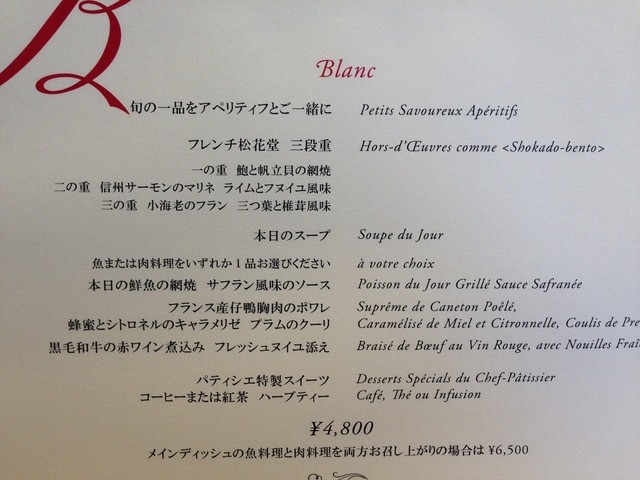 Blanc
旬の一品をアペリティフとご一緒に Petits Savoureux Apéritifs
フレンチ松花堂 三段重 Hors-d'Œuvres comme <Shokado-bento>
一の重 鮑と帆立貝の網焼
二の重 信州サーモンのマリネ ライムとフヌイユ風味
三の重 小海老のフラン 三つ葉と椎茸風味
本日のスープ Soupe du Jour
魚または肉料理をいずれか1品お選びください à votre choix
本日の鮮魚の網焼 サフラン風味のソース Poisson du Jour Grillé Sauce Safranée
フランス産仔鴨胸肉のポワレ Suprême de Caneton Poêlé,
蜂蜜とシトロネルのキャラメリゼ プラムのクーリ Caramélisé de Miel et Citronnelle, Coulis de Pre
黒毛和牛の赤ワイン煮込み フレッシュヌイユ添え Braisé de Bœuf au Vin Rouge, avec Nouilles Fraî
パティシエ特製スイーツ Desserts Spécials du Chef-Pâtissier
コーヒーまたは紅茶 ハーブティー Café, Thé ou Infusion
¥4,800
メインディッシュの魚料理と肉料理を両方お召し上がりの場合は ¥6,500